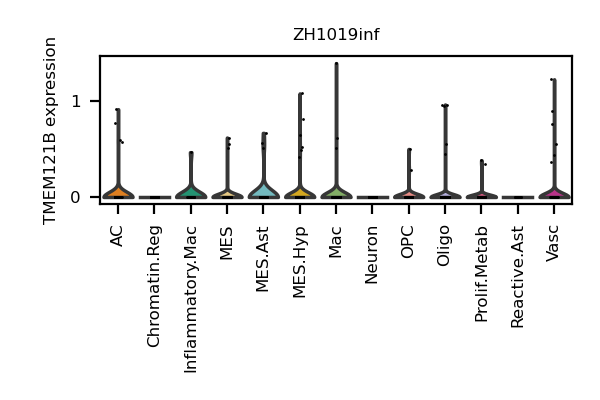 ZH1019inf
TMEM121B expression
1
0
AC
Chromatin.Reg
Inflammatory.Mac
MES
MES.Ast
MES.Hyp
Mac
Neuron
OPC
Oligo
Prolif.Metab
Reactive.Ast
Vasc